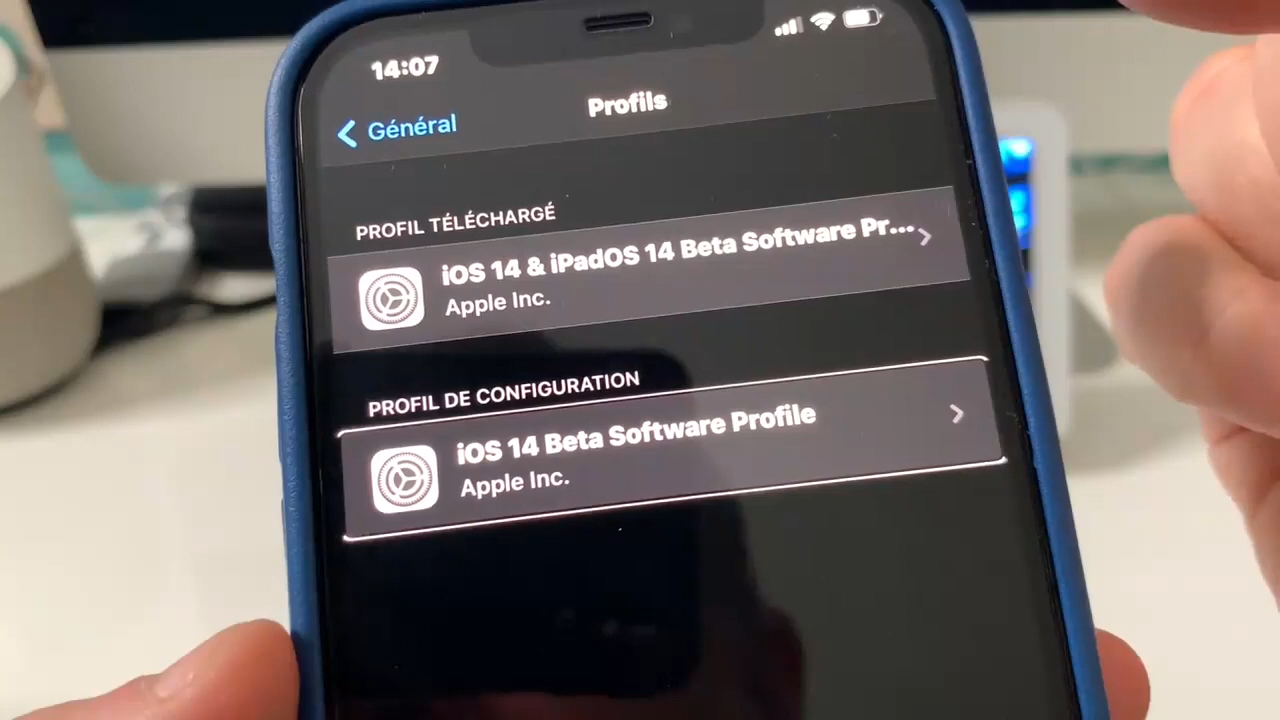 14:07
Général
Profils
PROFIL TÉLÉCHARGÉ
iOS 14 & iPadOS 14 Beta Software Pr...
Apple Inc.
PROFIL DE CONFIGURATION
iOS 14 Beta Software Profile
Apple Inc.